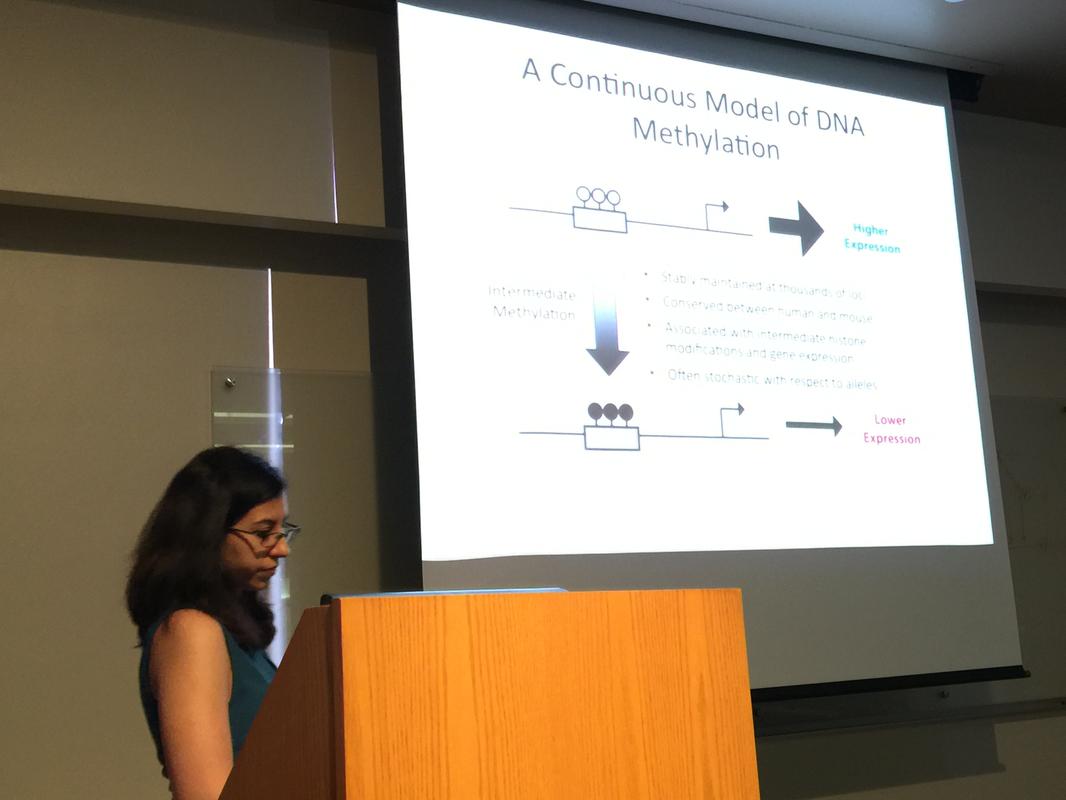 A Continuous Model of DNA
Methylation
Higher
Expression
Intermediate
Methylation
• Stably maintained at thousands of loci
• Conserved between human and mouse
• Associated with intermediate histone
modifications and gene expression
• Often stochastic with respect to alleles
Lower
Expression